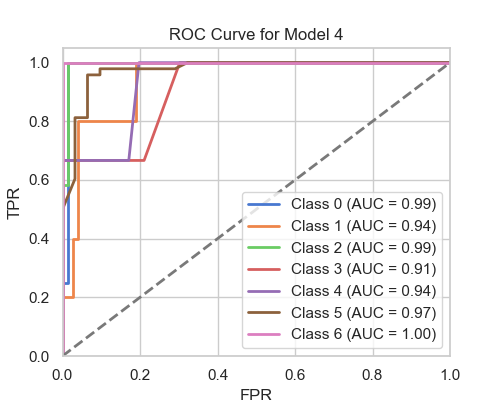 ROC Curve for Model 4
TPR
1.0
0.8
0.6
0.4
0.2
0.0
Class 0 (AUC = 0.99)
Class 1 (AUC = 0.94)
Class 2 (AUC = 0.99)
Class 3 (AUC = 0.91)
Class 4 (AUC = 0.94)
Class 5 (AUC = 0.97)
Class 6 (AUC = 1.00)
0.0 0.2 0.4 0.6 0.8 1.0
FPR